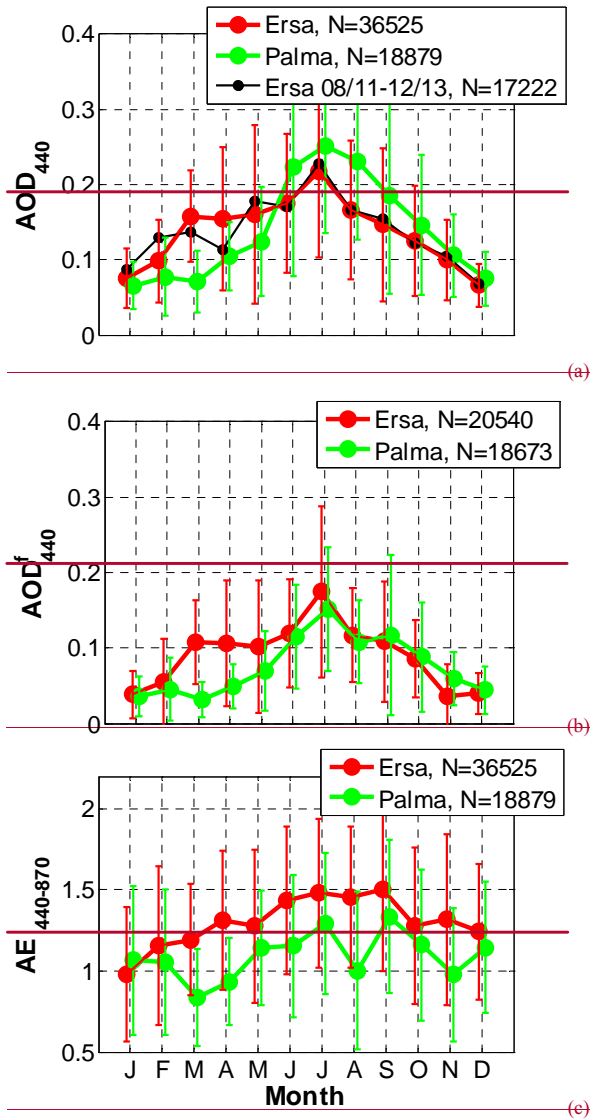 Ersa, N=36525
Palma, N=18879
Ersa 08/11-12/13, N=17222
0.4
0.3
0.2
0.1
0
AOD440
(a)
Ersa, N=20540
Palma, N=18673
0.4
0.3
0.2
0.1
0
AODf440
(b)
Ersa, N=36525
Palma, N=18879
2
1.5
1
0.5
AE 440-870
J F M A M J J A S O N D
Month
(c)